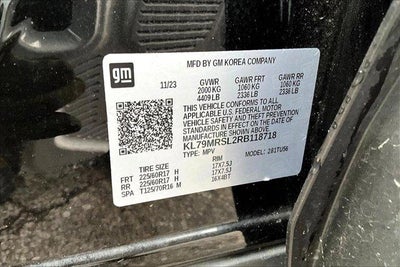 gm
MFD BY GM KOREA COMPANY
11/23 GVWR GAWR FRT GAWR RR
2000 KG 1060 KG 1060 KG
4409 LB 2336 LB 2336 LB
THIS VEHICLE CONFORMS TO ALL
APPLICABLE U.S. FEDERAL MOTOR
VEHICLE SAFETY, BUMPER, AND
THEFT PREVENTION
STANDARDS IN EFFECT ON THE DATE OF
MANUFACTURE SHOWN ABOVE.
KL79MRSL2RB118718
TYPE: MPV MODEL: 2$1TU56
TIRE RIM
FRT 225/60R17 H 17X7.5J
RR 225/60R17 H 17X7.5J
SPA T125/70R16 M 16X4BT